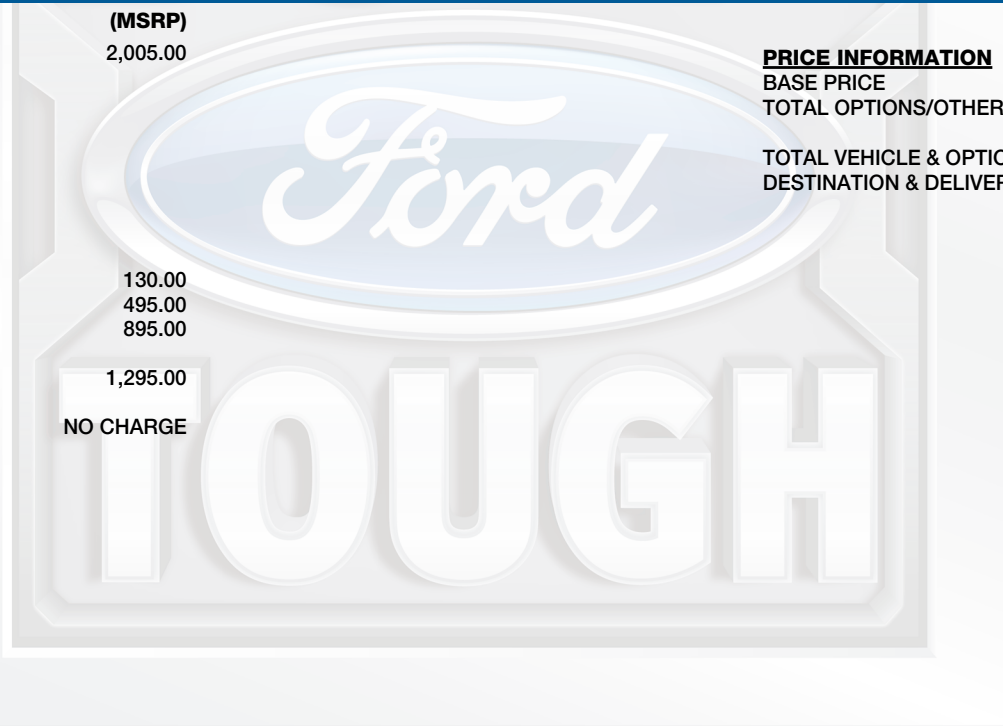 (MSRP)
2,005.00
130.00
495.00
895.00
1,295.00
NO CHARGE
PRICE INFORMATION
BASE PRICE
TOTAL OPTIONS/OTHER
TOTAL VEHICLE & OPTIO
DESTINATION & DELIVER
Ford
TOUGH